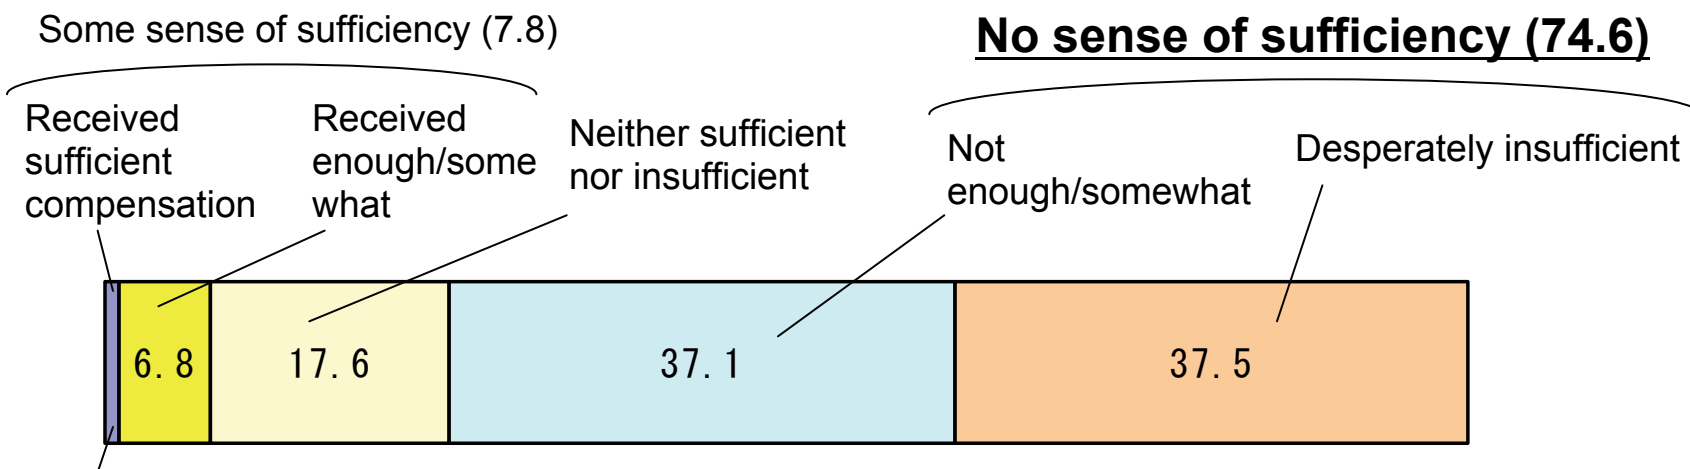 Some sense of sufficiency (7.8)
No sense of sufficiency (74.6)
Received
sufficient
compensation
Received
enough/some
what
Neither sufficient
nor insufficient
Not
enough/somewhat
Desperately insufficient
6.8
17.6
37.1
37.5